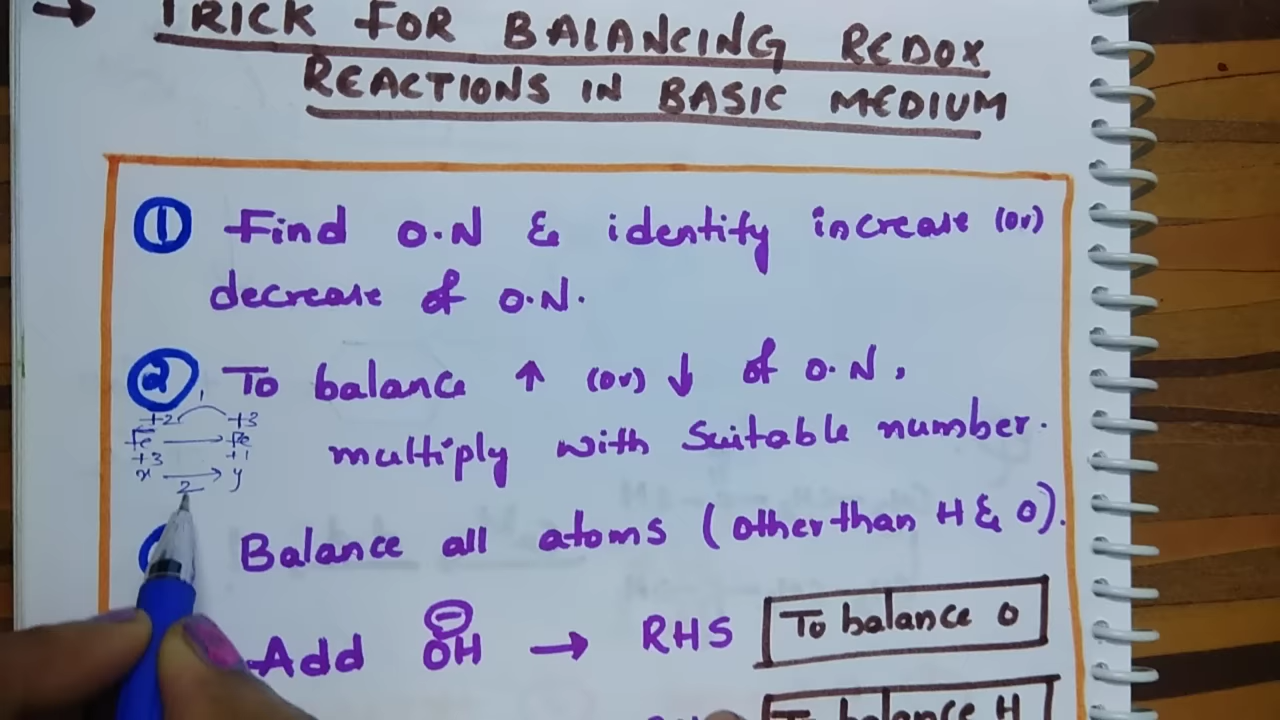 → TRICK FOR BALANCING REDOX
REACTIONS IN BASIC MEDIUM
① Find O.N & identify increase (or)
decrease of O.N.
② To balance ↑ (or) ↓ of O.N,
multiply with suitable number.
1
+2 +3
Fe → Fe
+3 +1
x → y
2
Balance all atoms (other than H & O).
Add ⊖OH → RHS To balance O
To balance H